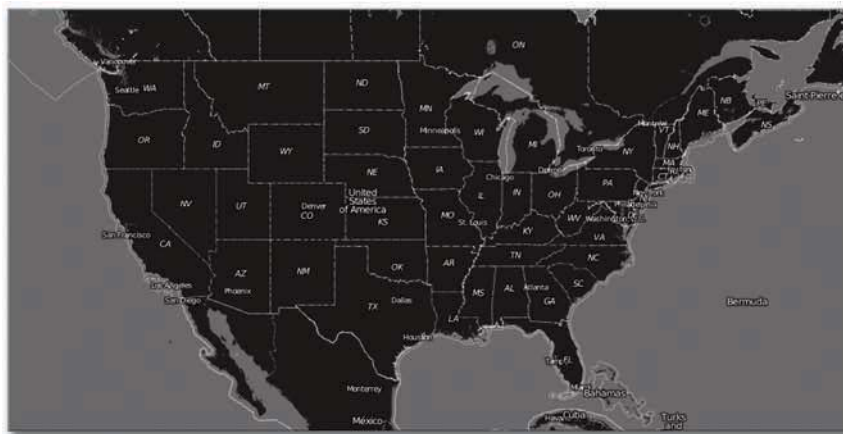 ON
Vancouver
Seattle
WA
MT
ND
MN
OR
ID
WY
SD
Minneapolis
WI
MI
Toronto
Montreal
VT
NH
ME
NB
NS
Saint Pierre
NY
MA
NE
IA
Chicago
IL
IN
OH
PA
New York
Philadelphia
NV
UT
Denver
CO
United
States
of America
KS
MO
St. Louis
KY
WV
Washington, D.C.
VA
San Francisco
CA
Los Angeles
San Diego
AZ
Phoenix
NM
OK
AR
TN
NC
SC
TX
Dallas
MS
AL
Atlanta
GA
LA
Houston
FL
Bermuda
Monterrey
México
Bahamas
Cuba
Turks